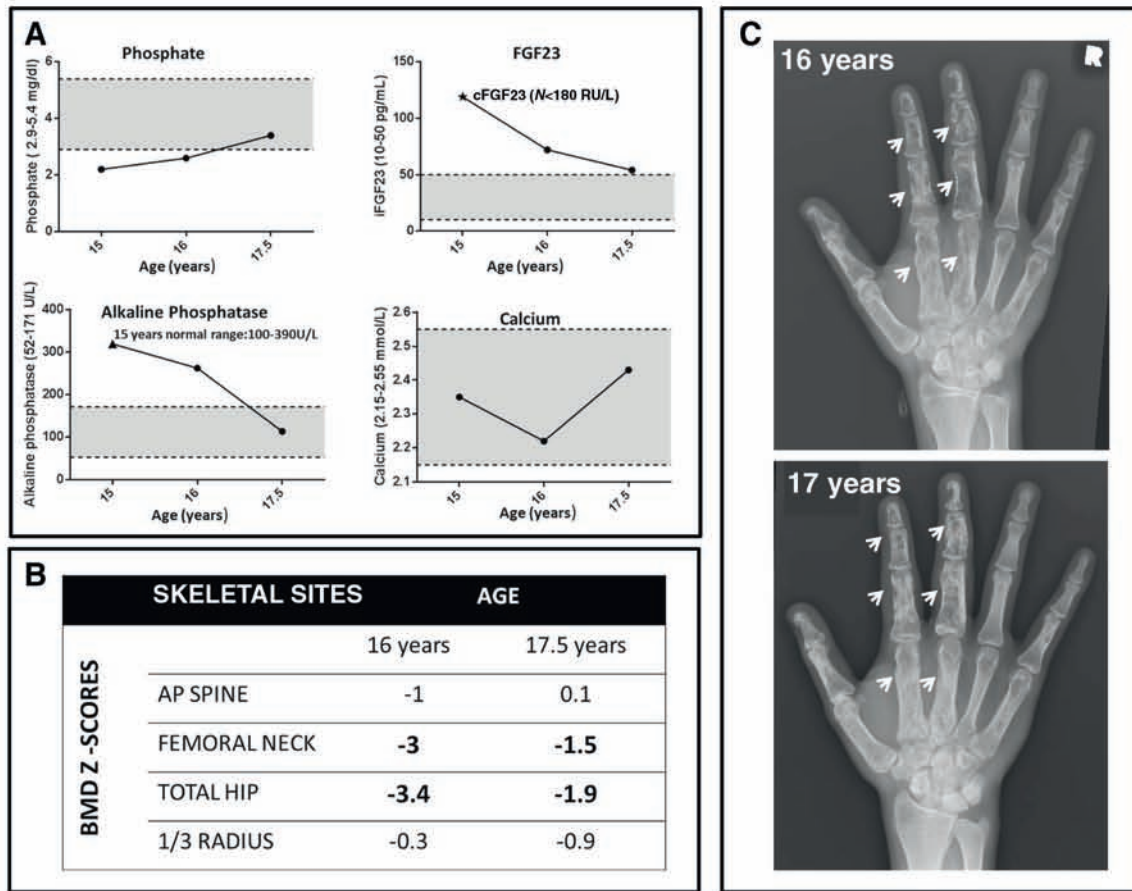 A
Phosphate
Phosphate ( 2.9-5.4 mg/dl)
6
4
2
0
15
16
17.5
Age (years)
FGF23
iFGF23 (10-50 pg/mL)
150
100
50
0
cFGF23 (N<180 RU/L)
15
16
17.5
Age (years)
Alkaline Phosphatase
15 years normal range:100-390U/L
Alkaline phosphatase (52-171 U/L)
400
300
200
100
0
15
16
17.5
Age (years)
Calcium
Calcium (2.15-2.55 mmol/L)
2.6
2.5
2.4
2.3
2.2
2.1
15
16
17.5
Age (years)
B
SKELETAL SITES AGE
BMD Z -SCORES
16 years 17.5 years
AP SPINE -1 0.1
FEMORAL NECK -3 -1.5
TOTAL HIP -3.4 -1.9
1/3 RADIUS -0.3 -0.9
C
16 years
R
17 years